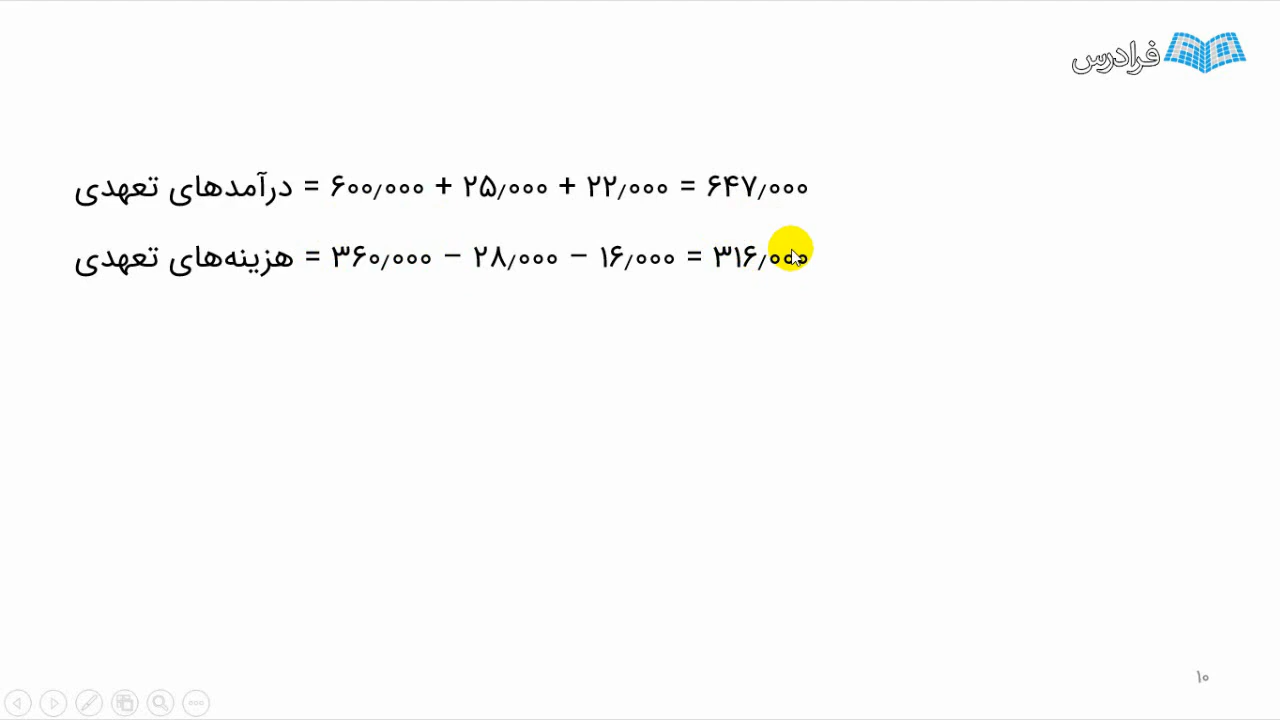 فرادرس
درآمدهای تعهدی = ۶۰۰٫۰۰۰ + ۲۵٫۰۰۰ + ۲۲٫۰۰۰ = ۶۴۷٫۰۰۰
هزینه‌های تعهدی = ۳۶۰٫۰۰۰ − ۲۸٫۰۰۰ − ۱۶٫۰۰۰ = ۳۱۶٫۰۰۰
۱۰